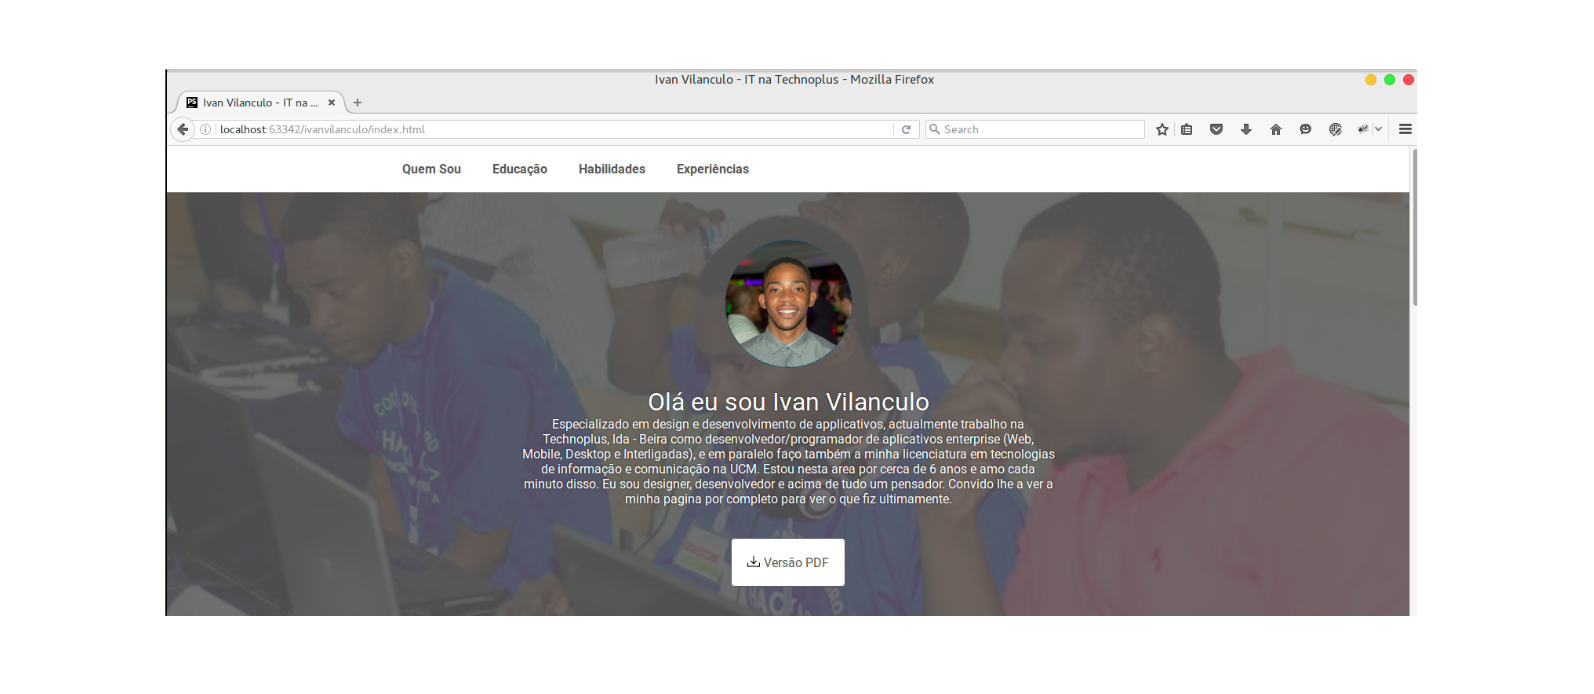 Ivan Vilanculo - IT na Technoplus - Mozilla Firefox
PS Ivan Vilanculo - IT na ...
localhost:63342/ivanvilanculo/index.html
Search
Quem Sou Educação Habilidades Experiências
Olá eu sou Ivan Vilanculo
Especializado em design e desenvolvimento de applicativos, actualmente trabalho na
Technoplus, lda - Beira como desenvolvedor/programador de aplicativos enterprise (Web,
Mobile, Desktop e Interligadas), e em paralelo faço também a minha licenciatura em tecnologias
de informação e comunicação na UCM. Estou nesta area por cerca de 6 anos e amo cada
minuto disso. Eu sou designer, desenvolvedor e acima de tudo um pensador. Convido lhe a ver a
minha pagina por completo para ver o que fiz ultimamente.
Versão PDF